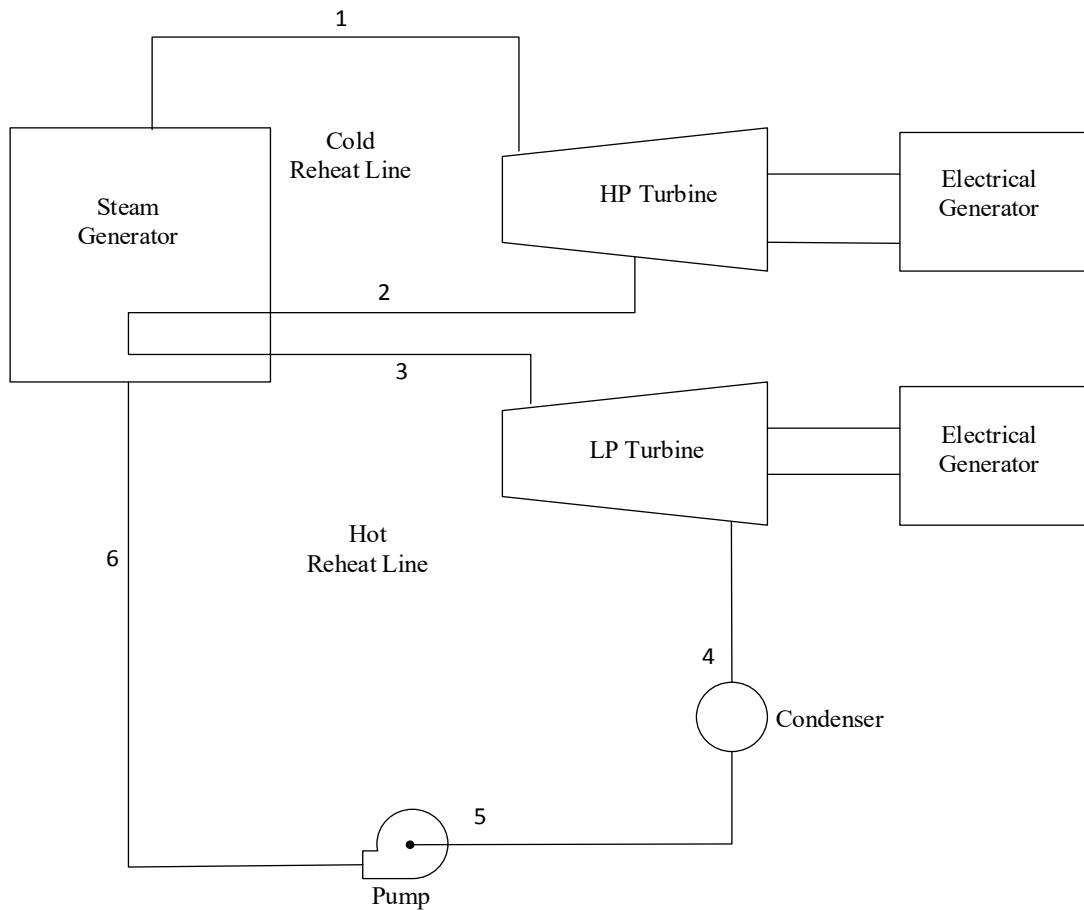 1
Cold
Reheat Line
Steam
Generator
HP Turbine
Electrical
Generator
2
3
LP Turbine
Electrical
Generator
Hot
Reheat Line
6
4
Condenser
5
Pump